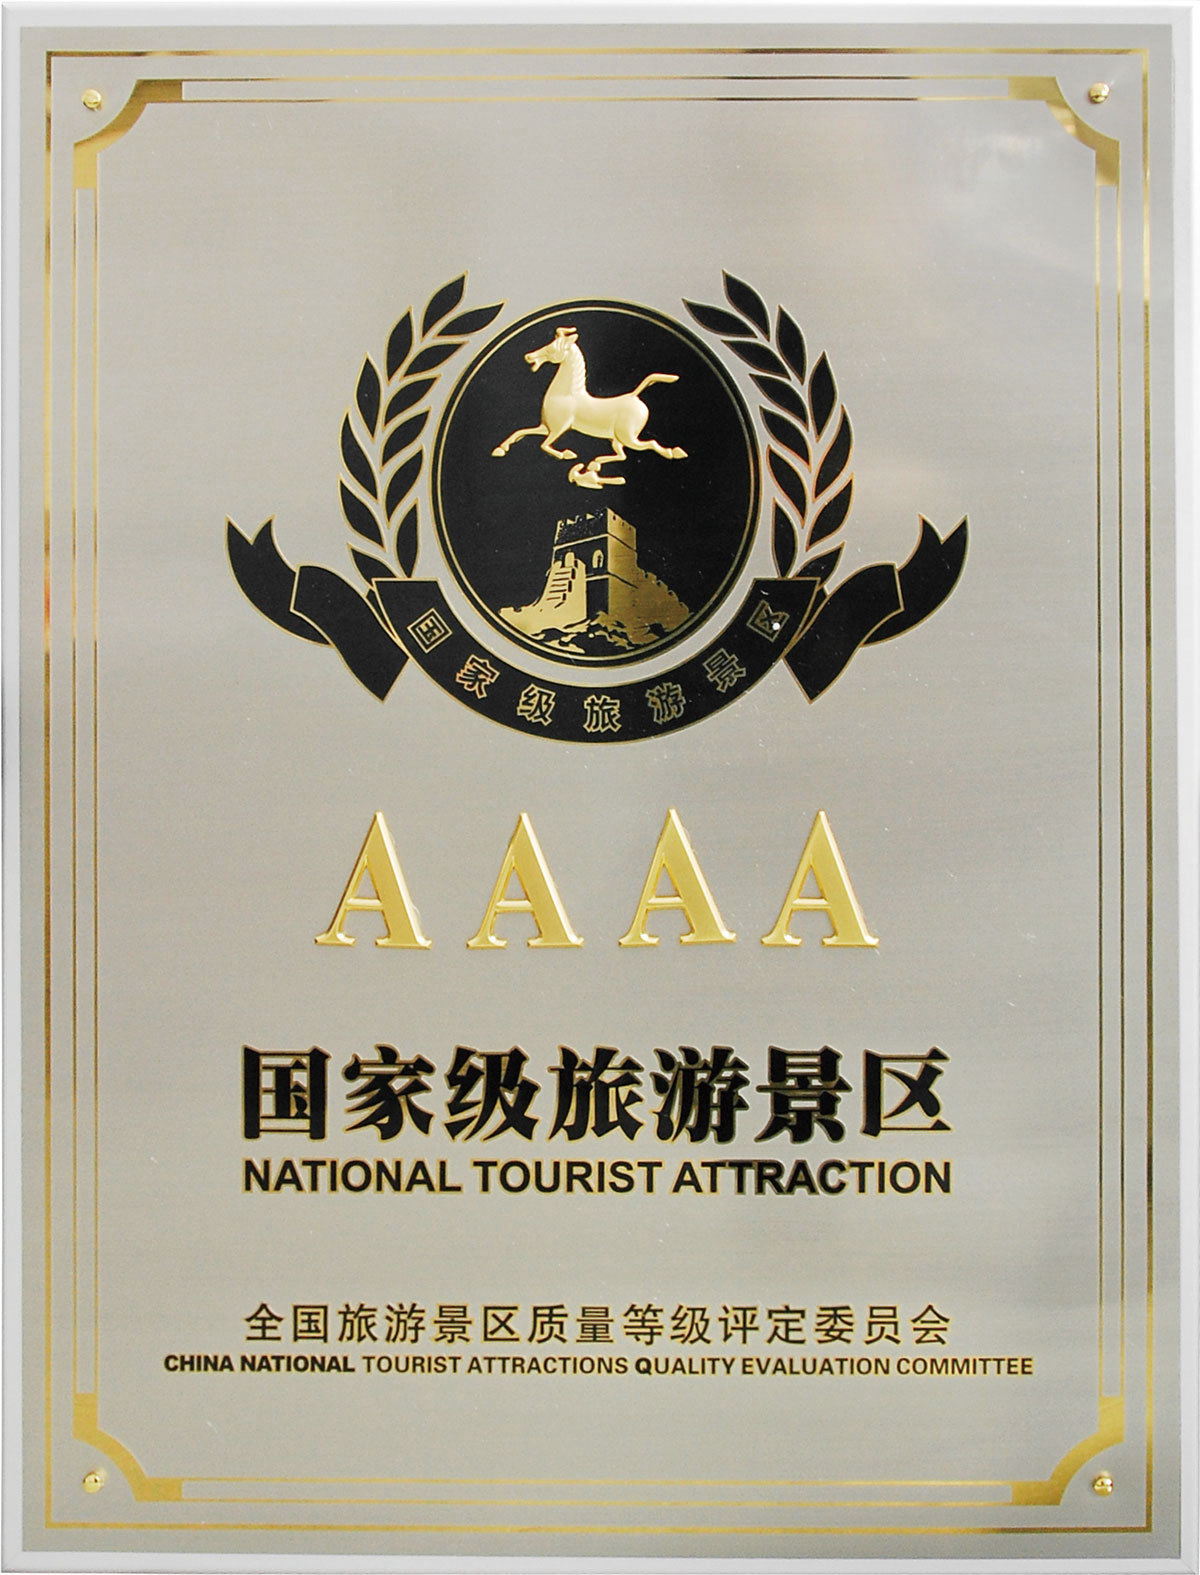 国家级旅游景区
AAAA
国家级旅游景区
NATIONAL TOURIST ATTRACTION
全国旅游景区质量等级评定委员会
CHINA NATIONAL TOURIST ATTRACTIONS QUALITY EVALUATION COMMITTEE